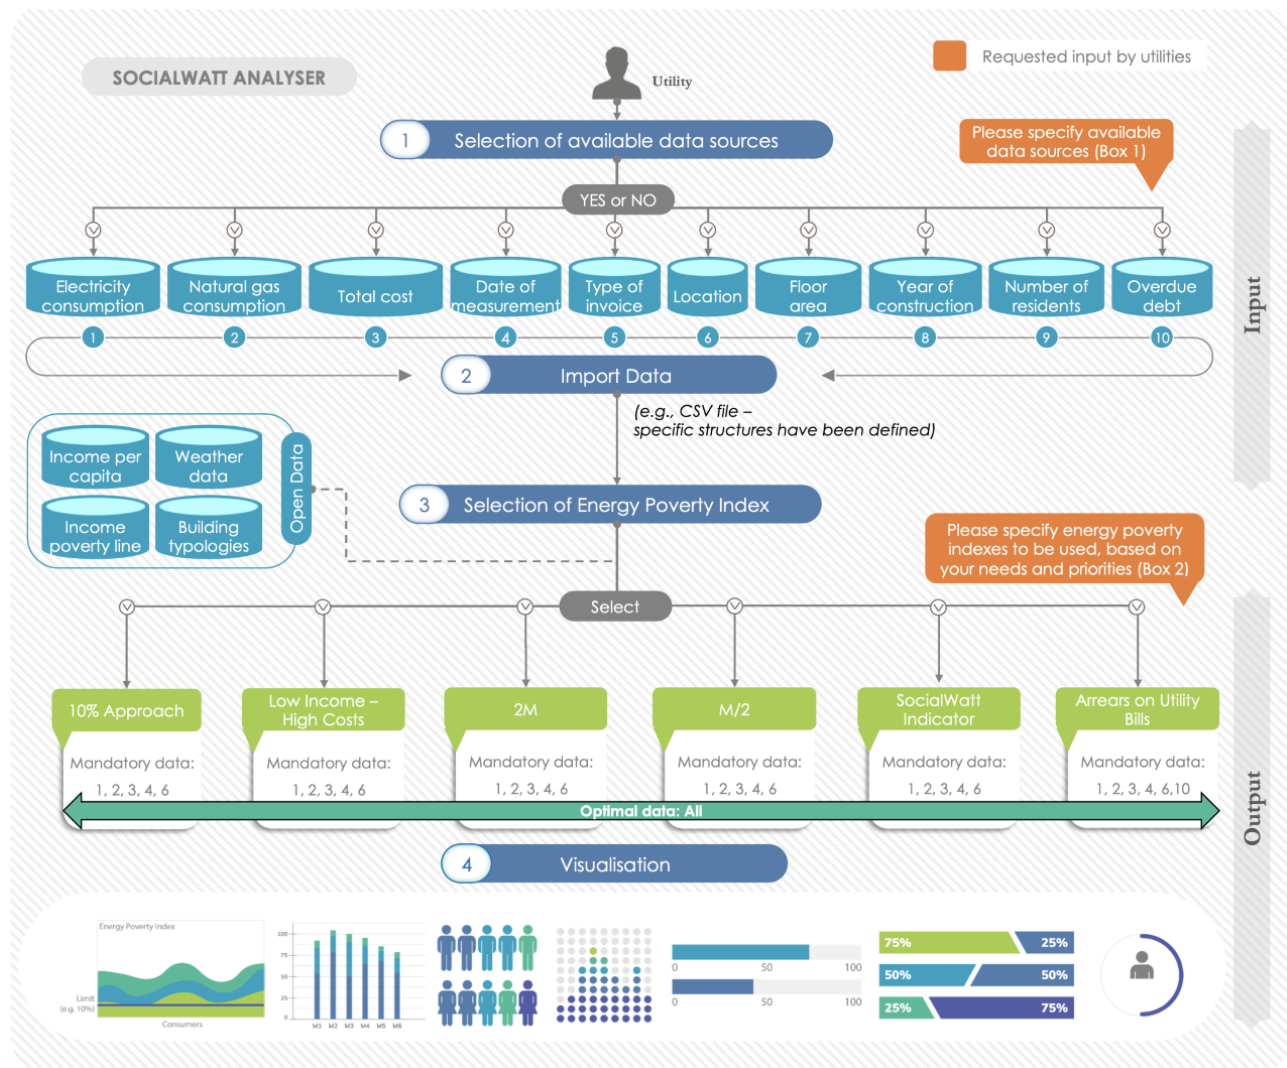 SOCIALWATT ANALYSER
Utility
Requested input by utilities
1
Selection of available data sources
Please specify available
data sources (Box 1)
YES or NO
Electricity
consumption
Natural gas
consumption
Total cost
Date of
measurement
Type of
invoice
Location
Floor
area
Year of
construction
Number of
residents
Overdue
debt
1
2
3
4
5
6
7
8
9
10
Input
2
Import Data
(e.g., CSV file –
specific structures have been defined)
Income per
capita
Weather
data
Income
poverty line
Building
typologies
Open Data
3
Selection of Energy Poverty Index
Please specify energy poverty
indexes to be used, based on
your needs and priorities (Box 2)
Select
10% Approach
Mandatory data:
1, 2, 3, 4, 6
Low Income –
High Costs
Mandatory data:
1, 2, 3, 4, 6
2M
Mandatory data:
1, 2, 3, 4, 6
M/2
Mandatory data:
1, 2, 3, 4, 6
SocialWatt
Indicator
Mandatory data:
1, 2, 3, 4, 6
Arrears on Utility
Bills
Mandatory data:
1, 2, 3, 4, 6,10
Optimal data: All
Output
4
Visualisation
Energy Poverty Index
Limit
(e.g. 10%)
Consumers
100
75
50
25
0
M1 M2 M3 M4 M5 M6
0 50 100
0 50 100
75% 25%
50% 50%
25% 75%